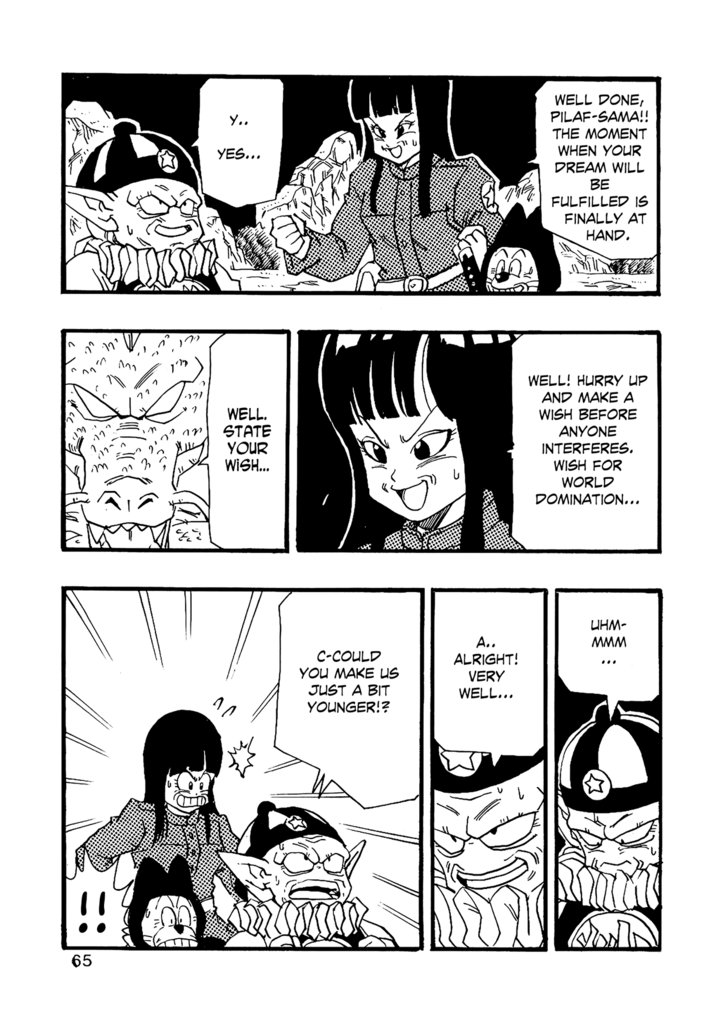 WELL DONE,
PILAF-SAMA!!
THE MOMENT
WHEN YOUR
DREAM WILL
BE
FULFILLED IS
FINALLY AT
HAND.
Y..
YES...
WELL! HURRY UP
AND MAKE A
WISH BEFORE
ANYONE
INTERFERES.
WISH FOR
WORLD
DOMINATION...
WELL.
STATE
YOUR
WISH...
UHM-
MMM
...
A..
ALRIGHT!
VERY
WELL...
C-COULD
YOU MAKE US
JUST A BIT
YOUNGER!?
!!
65